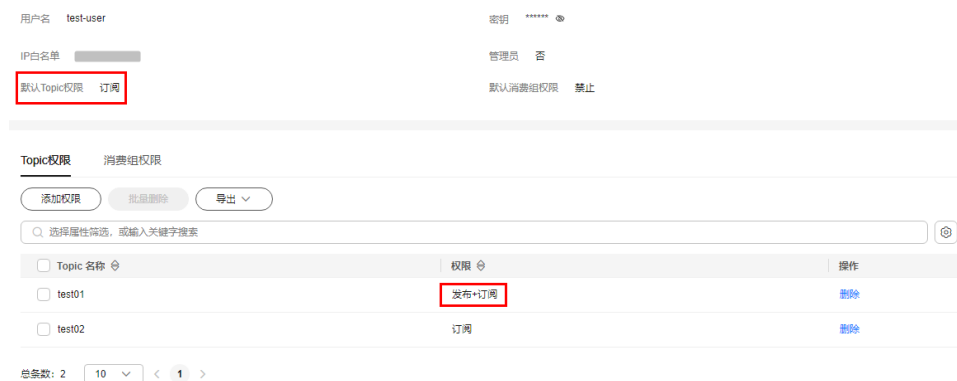 用户名 test-user 密钥 ******
IP白名单 管理员 否
默认Topic权限 订阅 默认消费组权限 禁止
Topic权限 消费组权限
添加权限 批量删除 导出
选择属性筛选，或输入关键字搜索
Topic 名称 权限 操作
test01 发布+订阅 删除
test02 订阅 删除
总条数：2 10 < 1 >